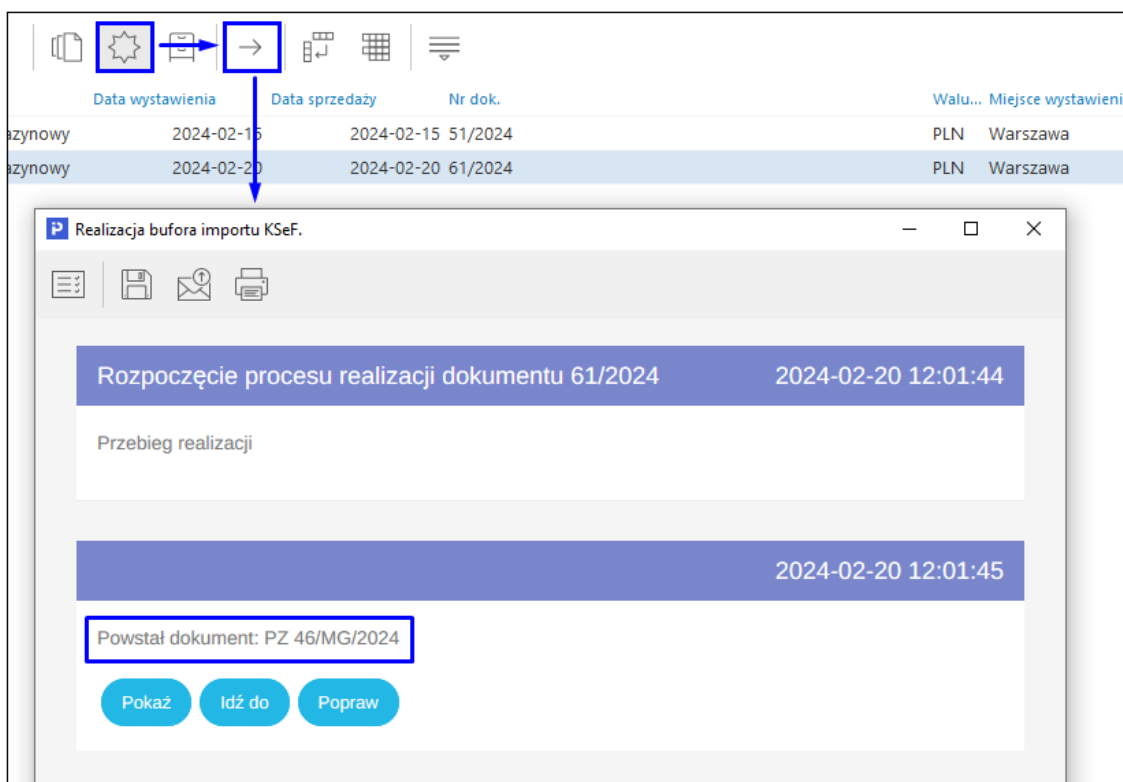 Data wystawienia Data sprzedaży Nr dok. Walu... Miejsce wystawieni
azynowy 2024-02-15 2024-02-15 51/2024 PLN Warszawa
azynowy 2024-02-20 2024-02-20 61/2024 PLN Warszawa
Realizacja bufora importu KSeF.
Rozpoczęcie procesu realizacji dokumentu 61/2024 2024-02-20 12:01:44
Przebieg realizacji
2024-02-20 12:01:45
Powstał dokument: PZ 46/MG/2024
Pokaż Idź do Popraw